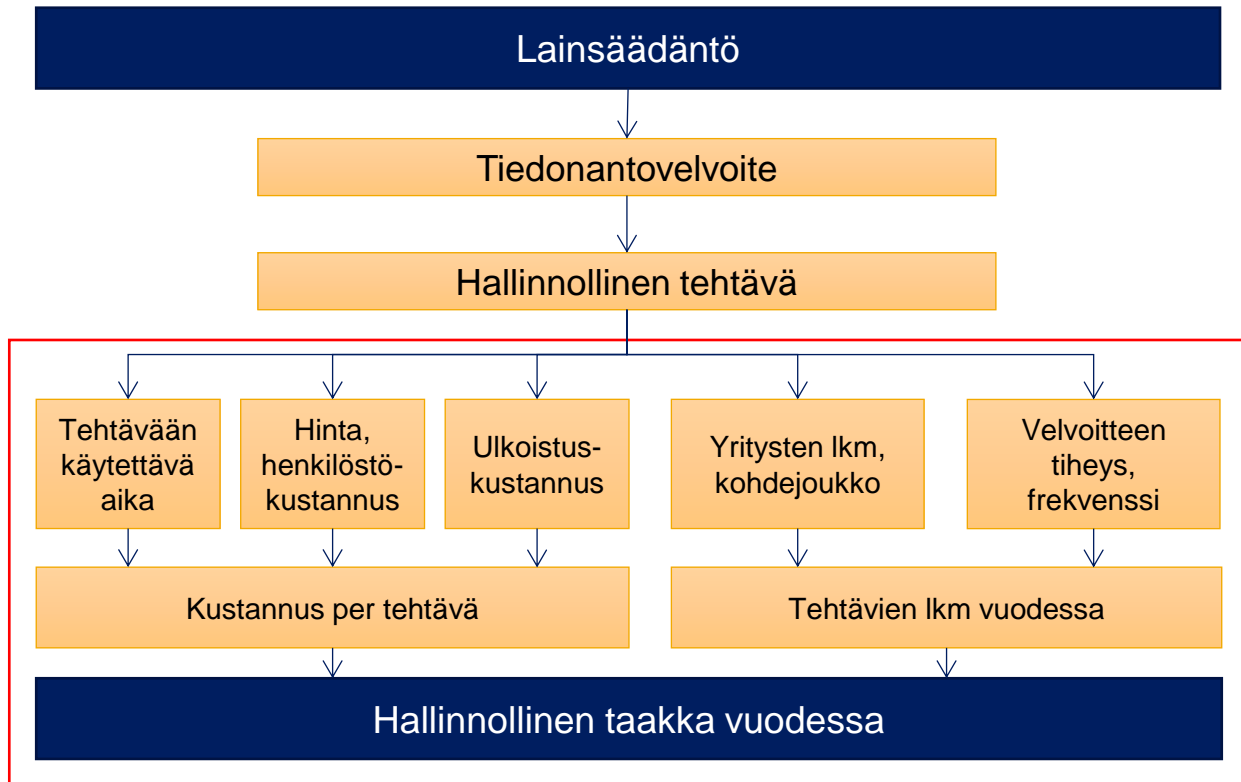 Lainsäädäntö
Tiedonantovelvoite
Hallinnollinen tehtävä
Tehtävään
käytettävä
aika
Hinta,
henkilöstö-
kustannus
Ulkoistus-
kustannus
Yritysten lkm,
kohdejoukko
Velvoitteen
tiheys,
frekvenssi
Kustannus per tehtävä
Tehtävien lkm vuodessa
Hallinnollinen taakka vuodessa